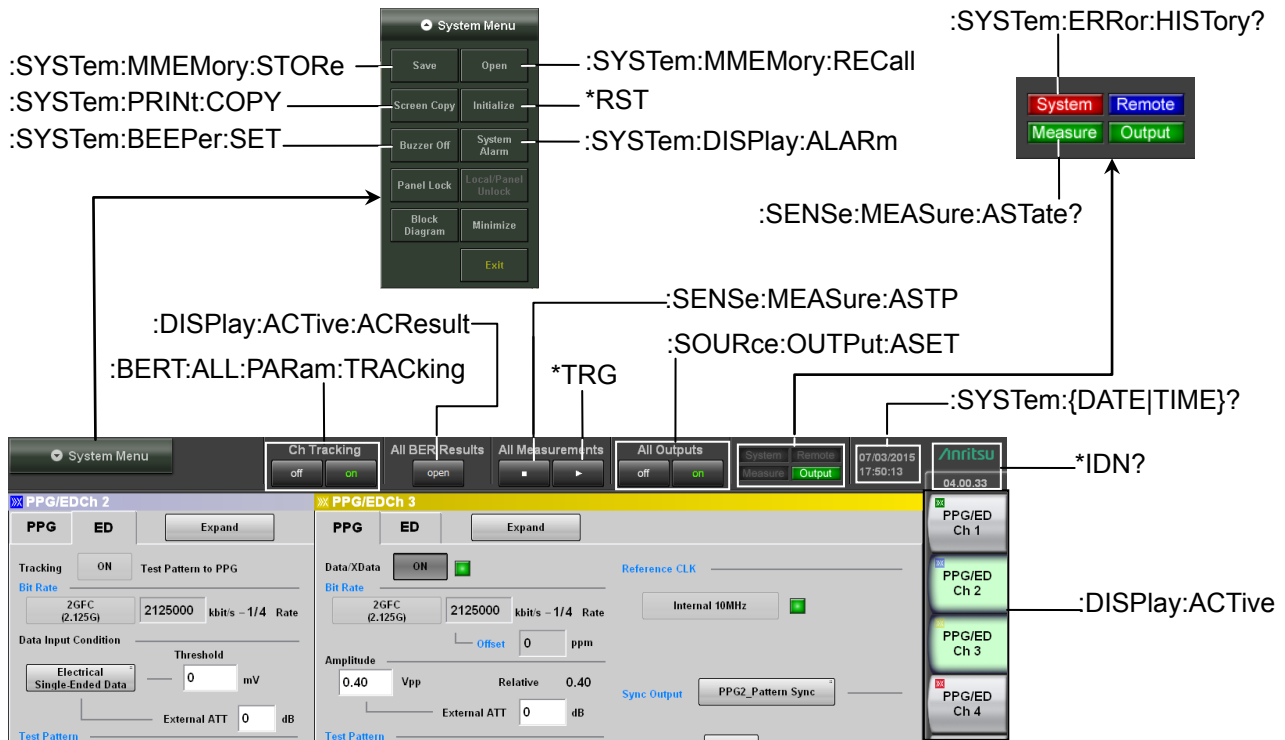 System Menu
:SYSTem:ERRor:HISTory?
:SYSTem:MMEMory:STORe
Save
Open
:SYSTem:MMEMory:RECall
:SYSTem:PRINt:COPY
Screen Copy
Initialize
*RST
:SYSTem:BEEPer:SET
Buzzer Off
System
Alarm
:SYSTem:DISPlay:ALARm
Panel Lock
Local/Panel
Unlock
Block
Diagram
Minimize
Exit
System
Remote
Measure
Output
:SENSe:MEASure:ASTate?
:SENSe:MEASure:ASTP
:DISPlay:ACTive:ACResult
:SOURce:OUTPut:ASET
:BERT:ALL:PARam:TRACking
*TRG
:SYSTem:{DATE|TIME}?
System Menu
Ch Tracking
off
on
All BER Results
open
All Measurements
All Outputs
off
on
System
Remote
Measure
Output
07/03/2015
17:50:13
Anritsu
04.00.33
*IDN?
PPG/EDCh 2
PPG
ED
Expand
Tracking
ON
Test Pattern to PPG
Bit Rate
2GFC
(2.125G)
2125000
kbit/s – 1/4 Rate
Data Input Condition
Threshold
Electrical
Single-Ended Data
0
mV
External ATT
0
dB
Test Pattern
PPG/EDCh 3
PPG
ED
Expand
Data/XData
ON
Bit Rate
2GFC
(2.125G)
2125000
kbit/s – 1/4 Rate
Offset
0
ppm
Amplitude
0.40
Vpp
Relative
0.40
External ATT
0
dB
Test Pattern
Reference CLK
Internal 10MHz
Sync Output
PPG2_Pattern Sync
PPG/ED
Ch 1
PPG/ED
Ch 2
PPG/ED
Ch 3
PPG/ED
Ch 4
:DISPlay:ACTive